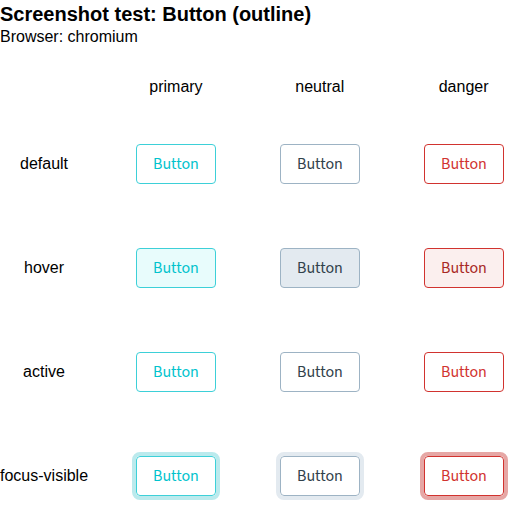 Screenshot test: Button (outline)
Browser: chromium
primary neutral danger
default Button Button Button
hover Button Button Button
active Button Button Button
focus-visible Button Button Button